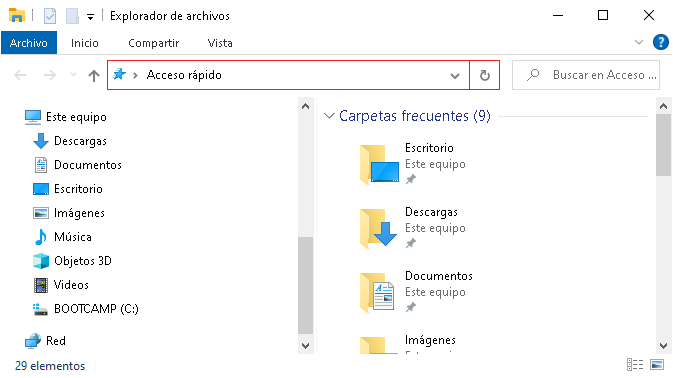 Explorador de archivos
Archivo Inicio Compartir Vista
Acceso rápido
Buscar en Acceso ...
Este equipo
Descargas
Documentos
Escritorio
Imágenes
Música
Objetos 3D
Videos
BOOTCAMP (C:)
Red
Carpetas frecuentes (9)
Escritorio
Este equipo
Descargas
Este equipo
Documentos
Este equipo
Imágenes
Este equipo
29 elementos